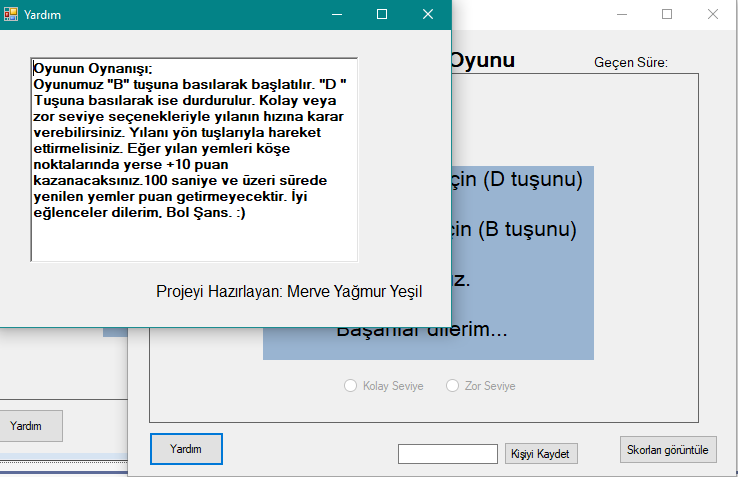 Yardım
Oyunun Oynanışı;
Oyunumuz "B" tuşuna basılarak başlatılır. "D "
Tuşuna basılarak ise durdurulur. Kolay veya
zor seviye seçenekleriyle yılanın hızına karar
verebilirsiniz. Yılanı yön tuşlarıyla hareket
ettirmelisiniz. Eğer yılan yemleri köşe
noktalarında yerse +10 puan
kazanacaksınız.100 saniye ve üzeri sürede
yenilen yemler puan getirmeyecektir. İyi
eğlenceler dilerim, Bol Şans. :)
Projeyi Hazırlayan: Merve Yağmur Yeşil
Oyunu
Geçen Süre:
çin (D tuşunu)
çin (B tuşunu)
ız.
Başarılar dilerim...
Kolay Seviye
Zor Seviye
Yardım
Yardım
Kişiyi Kaydet
Skorları görüntüle